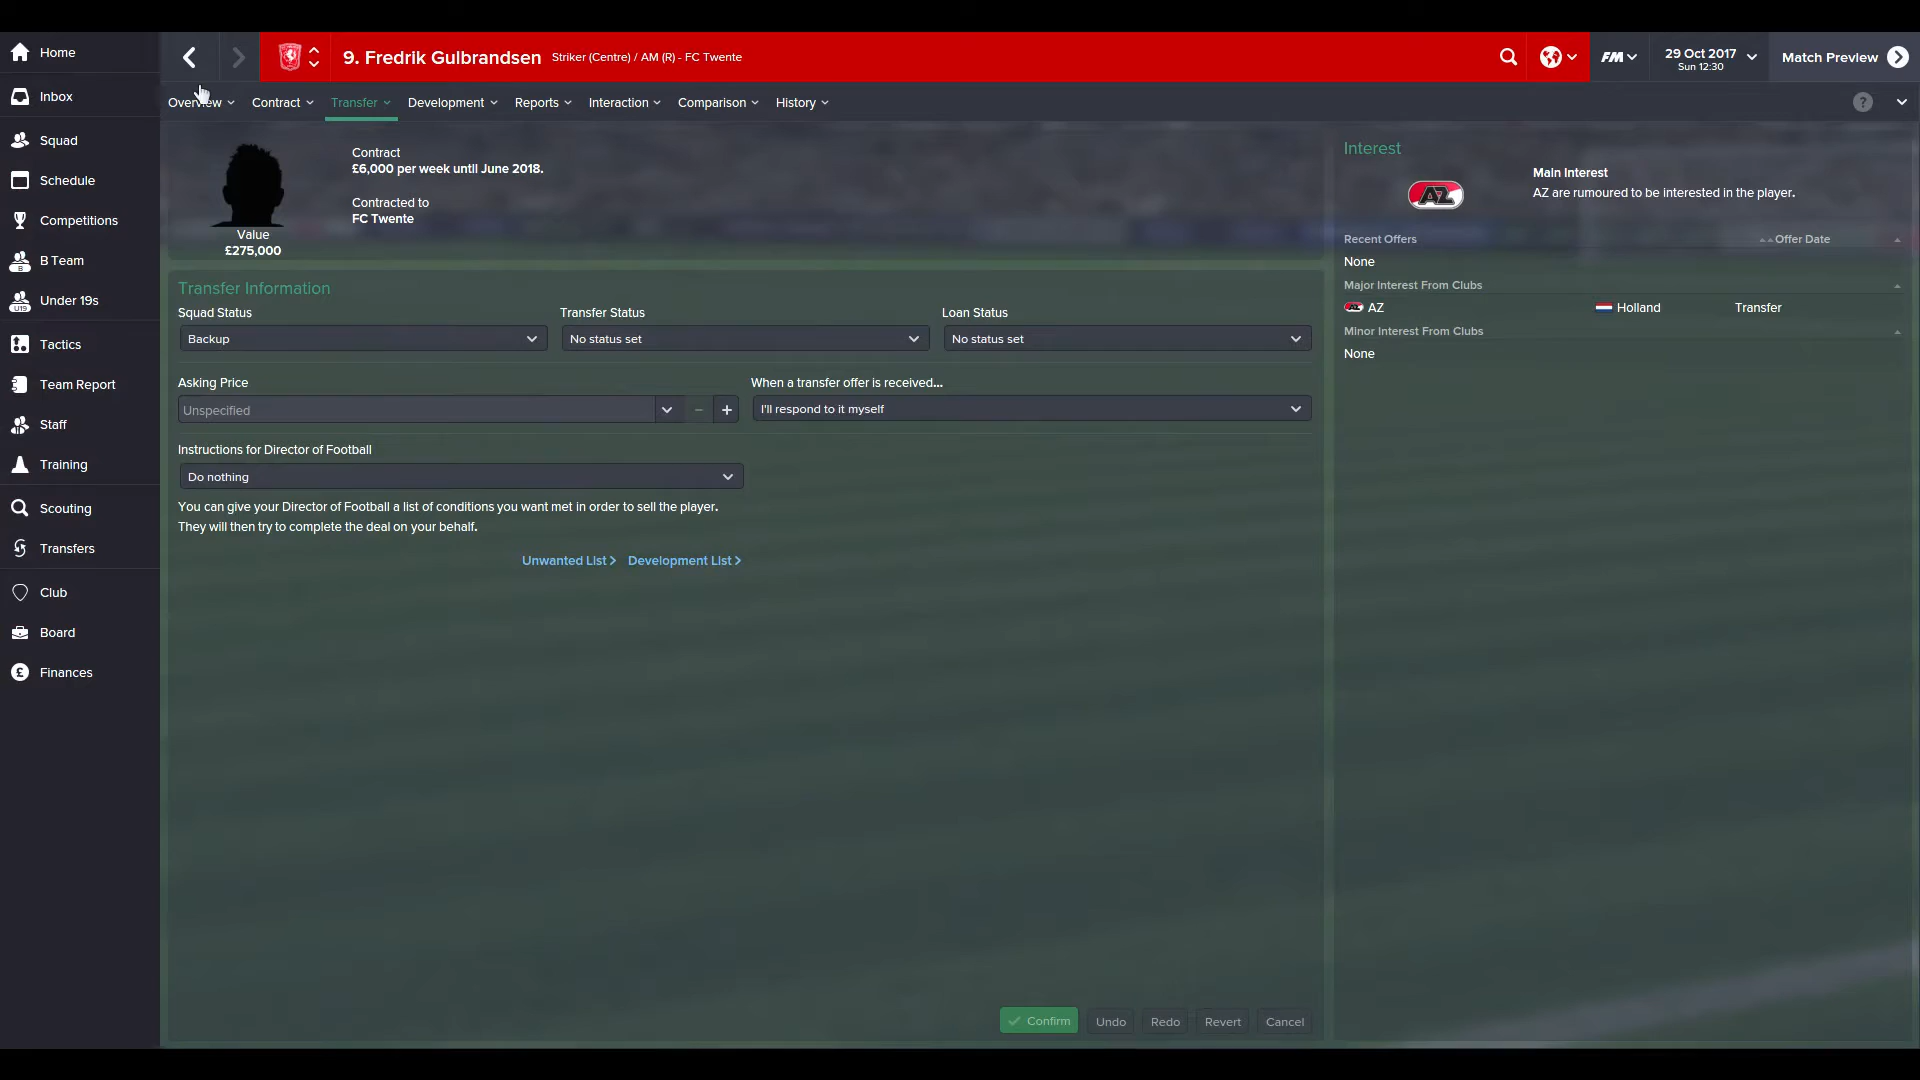 Home
Inbox
Squad
Schedule
Competitions
B Team
Under 19s
Tactics
Team Report
Staff
Training
Scouting
Transfers
Club
Board
Finances
9. Fredrik Gulbrandsen Striker (Centre) / AM (R) - FC Twente
FM
29 Oct 2017
Sun 12:30
Match Preview
Overview Contract Transfer Development Reports Interaction Comparison History
?
Contract
£6,000 per week until June 2018.
Contracted to
FC Twente
Value
£275,000
Transfer Information
Squad Status Transfer Status Loan Status
Backup No status set No status set
Asking Price When a transfer offer is received...
Unspecified I'll respond to it myself
Instructions for Director of Football
Do nothing
You can give your Director of Football a list of conditions you want met in order to sell the player.
They will then try to complete the deal on your behalf.
Unwanted List > Development List >
Confirm Undo Redo Revert Cancel
Interest
AZ
Main Interest
AZ are rumoured to be interested in the player.
Recent Offers Offer Date
None
Major Interest From Clubs
AZ Holland Transfer
Minor Interest From Clubs
None